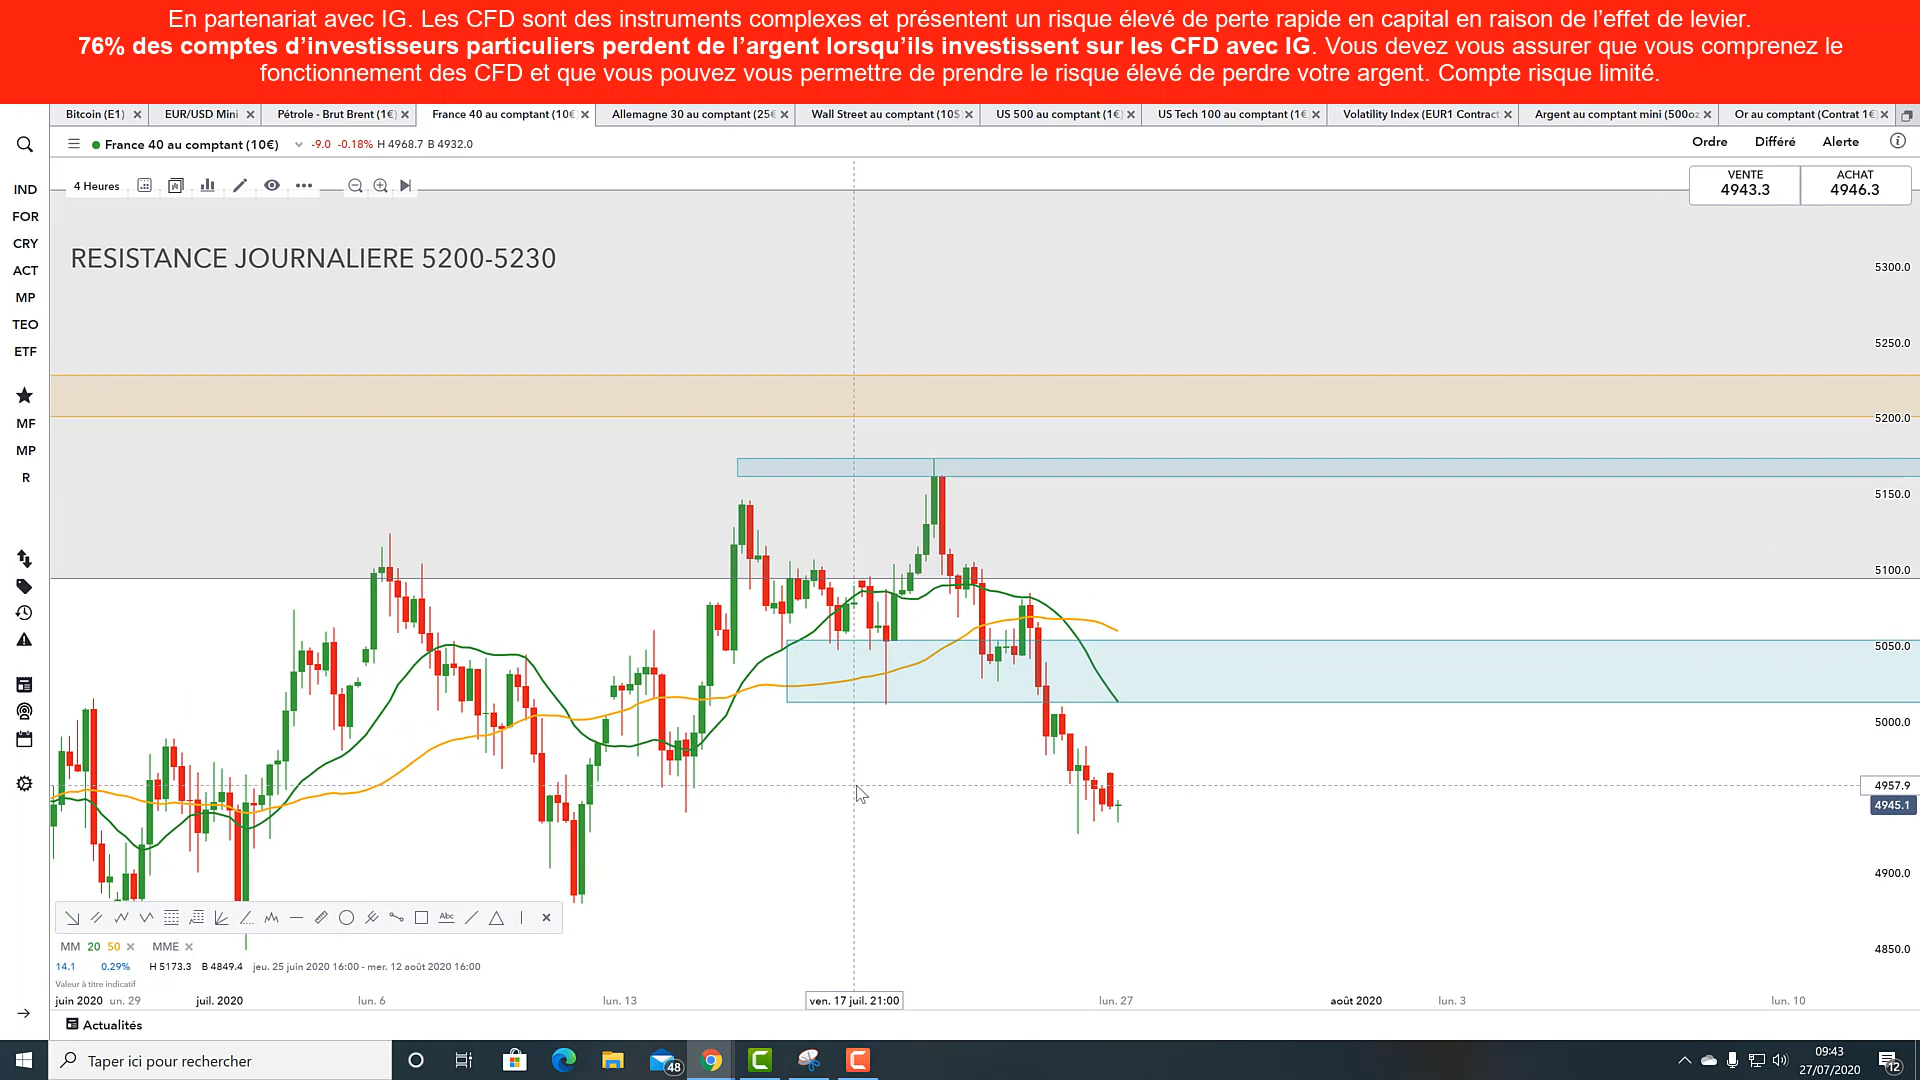 En partenariat avec IG. Les CFD sont des instruments complexes et présentent un risque élevé de perte rapide en capital en raison de l’effet de levier.
76% des comptes d’investisseurs particuliers perdent de l’argent lorsqu’ils investissent sur les CFD avec IG. Vous devez vous assurer que vous comprenez le
fonctionnement des CFD et que vous pouvez vous permettre de prendre le risque élevé de perdre votre argent. Compte risque limité.
Bitcoin (E1) EUR/USD Mini Pétrole - Brut Brent (1€) France 40 au comptant (10€) Allemagne 30 au comptant (25€ Wall Street au comptant (10$) US 500 au comptant (1€) US Tech 100 au comptant (1€) Volatility Index (EUR1 Contract) Argent au comptant mini (500oz Or au comptant (Contrat 1€)
France 40 au comptant (10€) -9.0 -0.18% H 4968.7 B 4932.0
Ordre Différé Alerte
4 Heures
VENTE ACHAT
4943.3 4946.3
IND
FOR
CRY
ACT
MP
TEO
ETF
MF
MP
R
RESISTANCE JOURNALIERE 5200-5230
5300.0
5250.0
5200.0
5150.0
5100.0
5050.0
5000.0
4957.9
4945.1
4900.0
4850.0
Abc
MM 20 50 MME
14.1 0.29% H 5173.3 B 4849.4 jeu. 25 juin 2020 16:00 - mer. 12 août 2020 16:00
Valeur à titre indicatif
juin 2020 un. 29 juil. 2020 lun. 6 lun. 13 ven. 17 juil. 21:00 lun. 27 août 2020 lun. 3 lun. 10
Actualités
Taper ici pour rechercher
48
09:43
27/07/2020
12